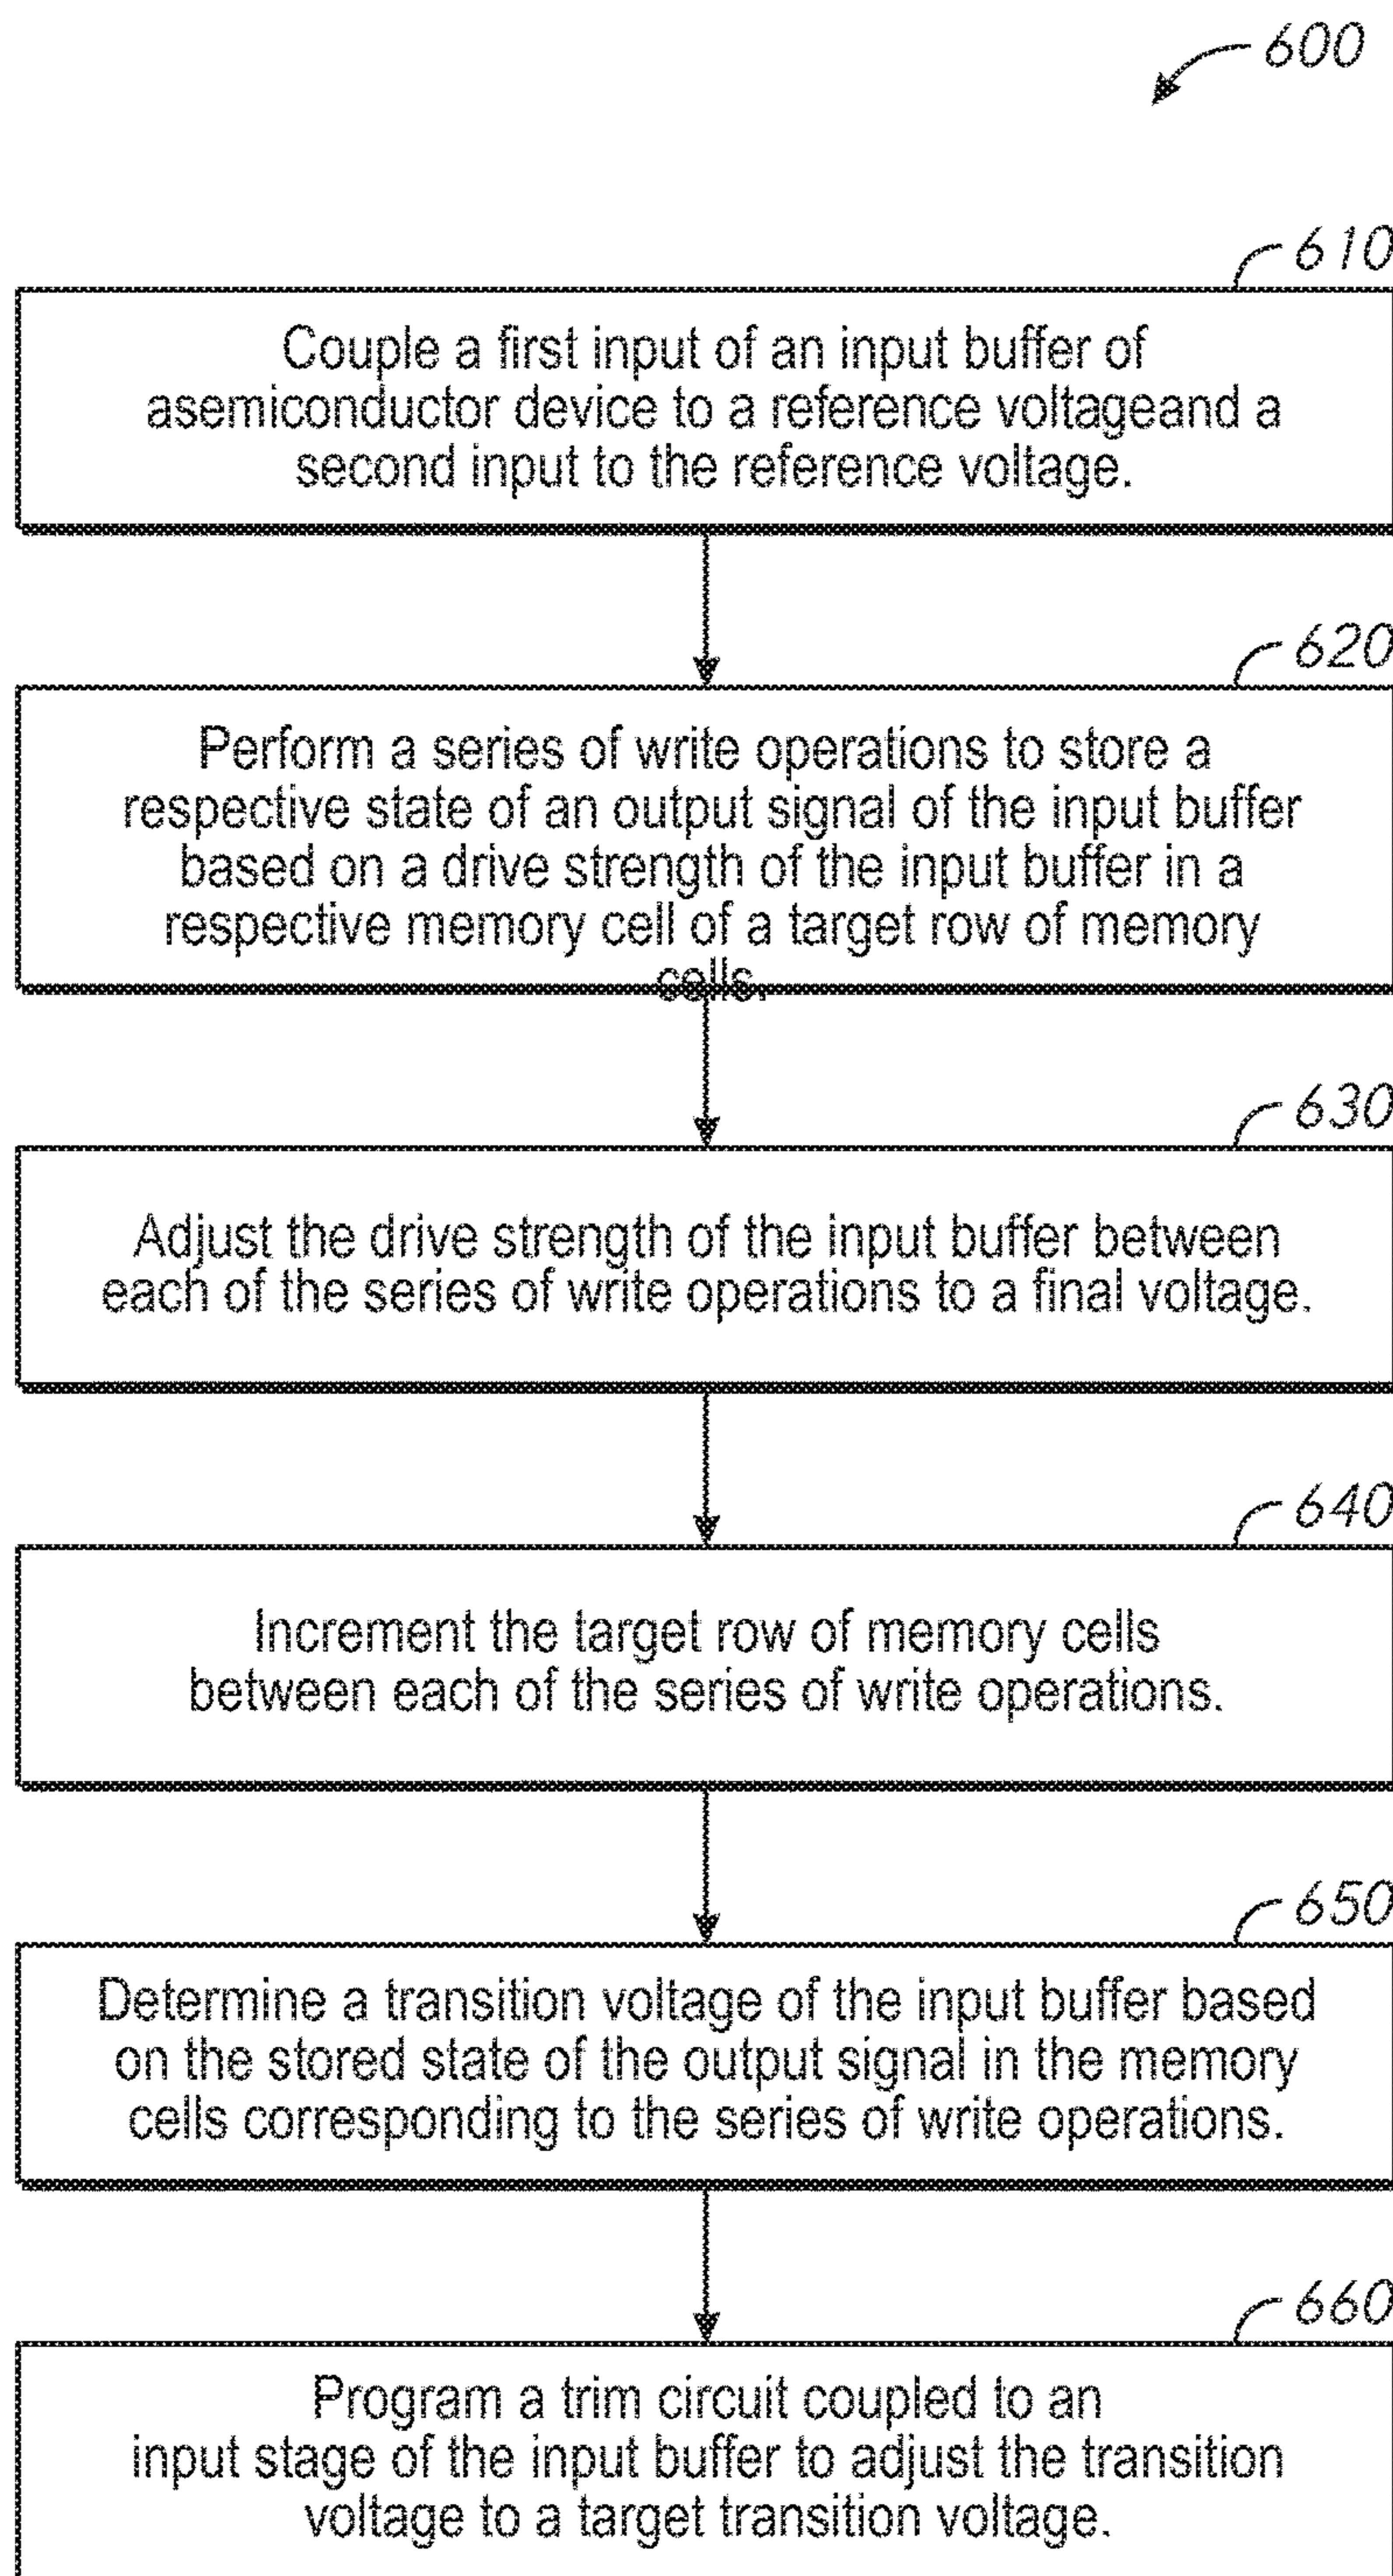 600
610
Couple a first input of an input buffer of
asemiconductor device to a reference voltageand a
second input to the reference voltage.
620
Perform a series of write operations to store a
respective state of an output signal of the input buffer
based on a drive strength of the input buffer in a
respective memory cell of a target row of memory
cells.
630
Adjust the drive strength of the input buffer between
each of the series of write operations to a final voltage.
640
Increment the target row of memory cells
between each of the series of write operations.
650
Determine a transition voltage of the input buffer based
on the stored state of the output signal in the memory
cells corresponding to the series of write operations.
660
Program a trim circuit coupled to an
input stage of the input buffer to adjust the transition
voltage to a target transition voltage.